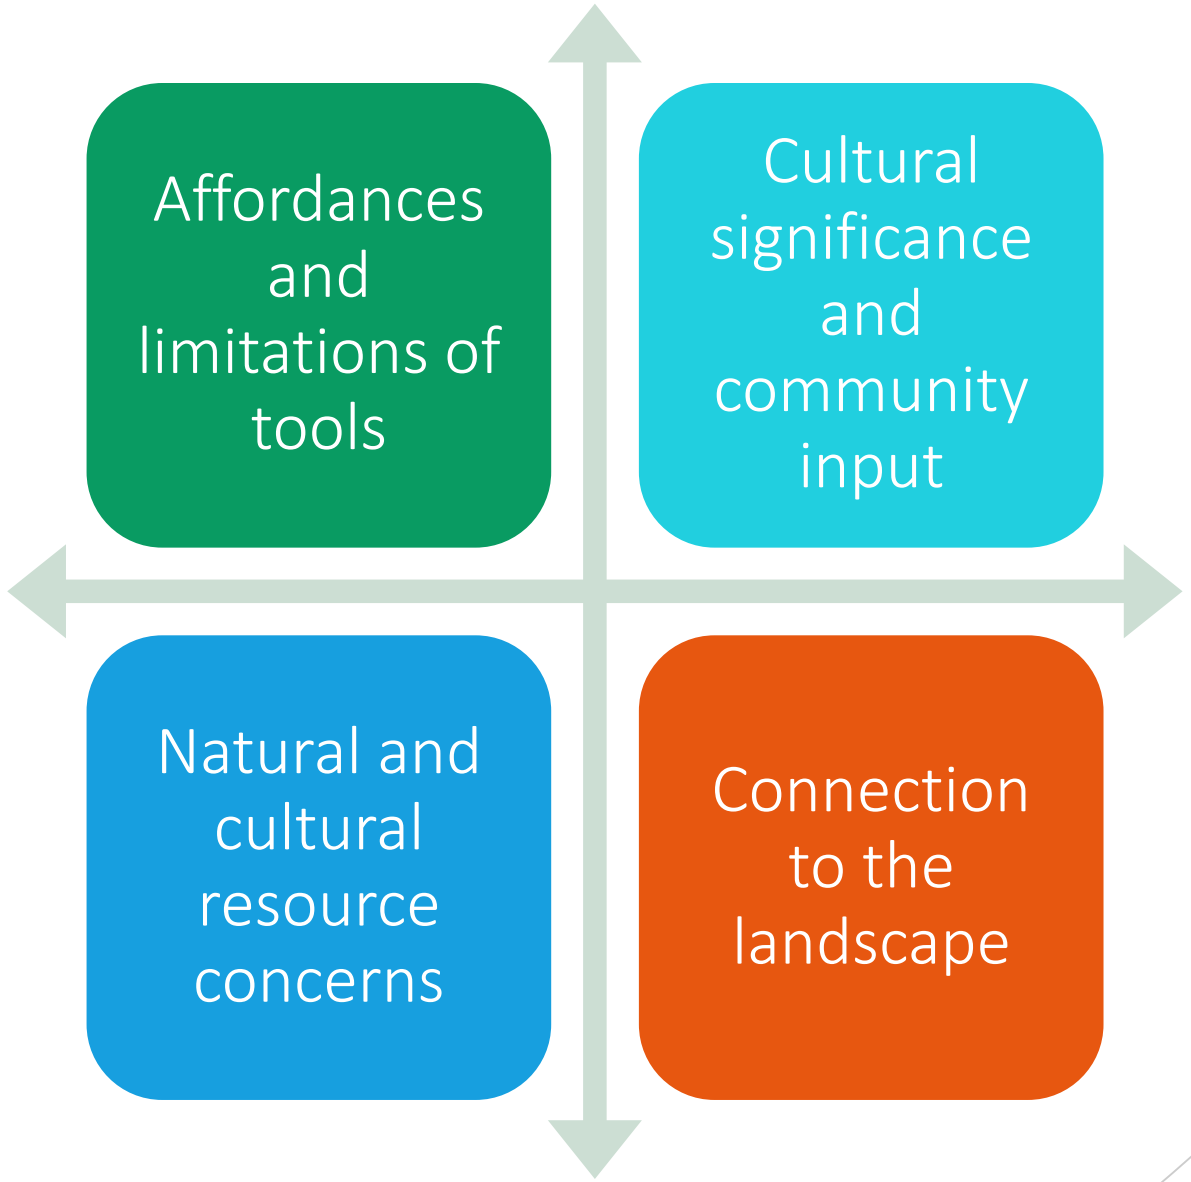 Affordances
and
limitations of
tools
Cultural
significance
and
community
input
Natural and
cultural
resource
concerns
Connection
to the
landscape